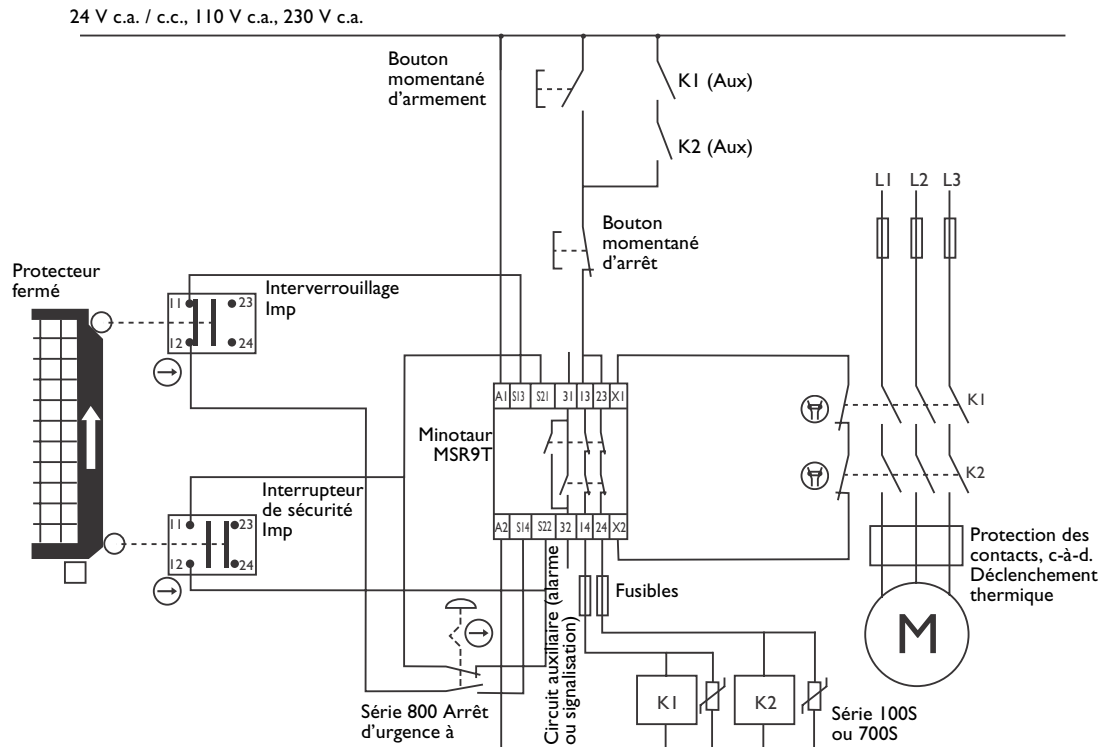 24 V c.a. / c.c., 110 V c.a., 230 V c.a.
Bouton
momentané
d'armement
K1 (Aux)
K2 (Aux)
L1 L2 L3
Bouton
momentané
d'arrêt
Protecteur
fermé
Interverrouillage
Imp
11 23
12 24
A1 S13 S21 31 13 23 X1
Minotaur
MSR9T
K1
K2
Interrupteur
de sécurité
Imp
11 23
12 24
A2 S14 S22 32 14 24 X2
Protection des
contacts, c-à-d.
Déclenchement
thermique
Fusibles
Circuit auxiliaire (alarme
ou signalisation)
M
K1
K2
Série 800 Arrêt
d'urgence à
Série 100S
ou 700S